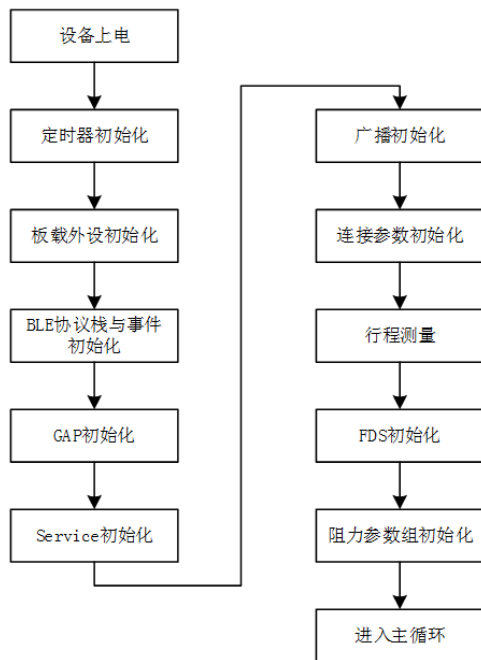 设备上电
定时器初始化
板载外设初始化
BLE协议栈与事件
初始化
GAP初始化
Service初始化
广播初始化
连接参数初始化
行程测量
FDS初始化
阻力参数组初始化
进入主循环